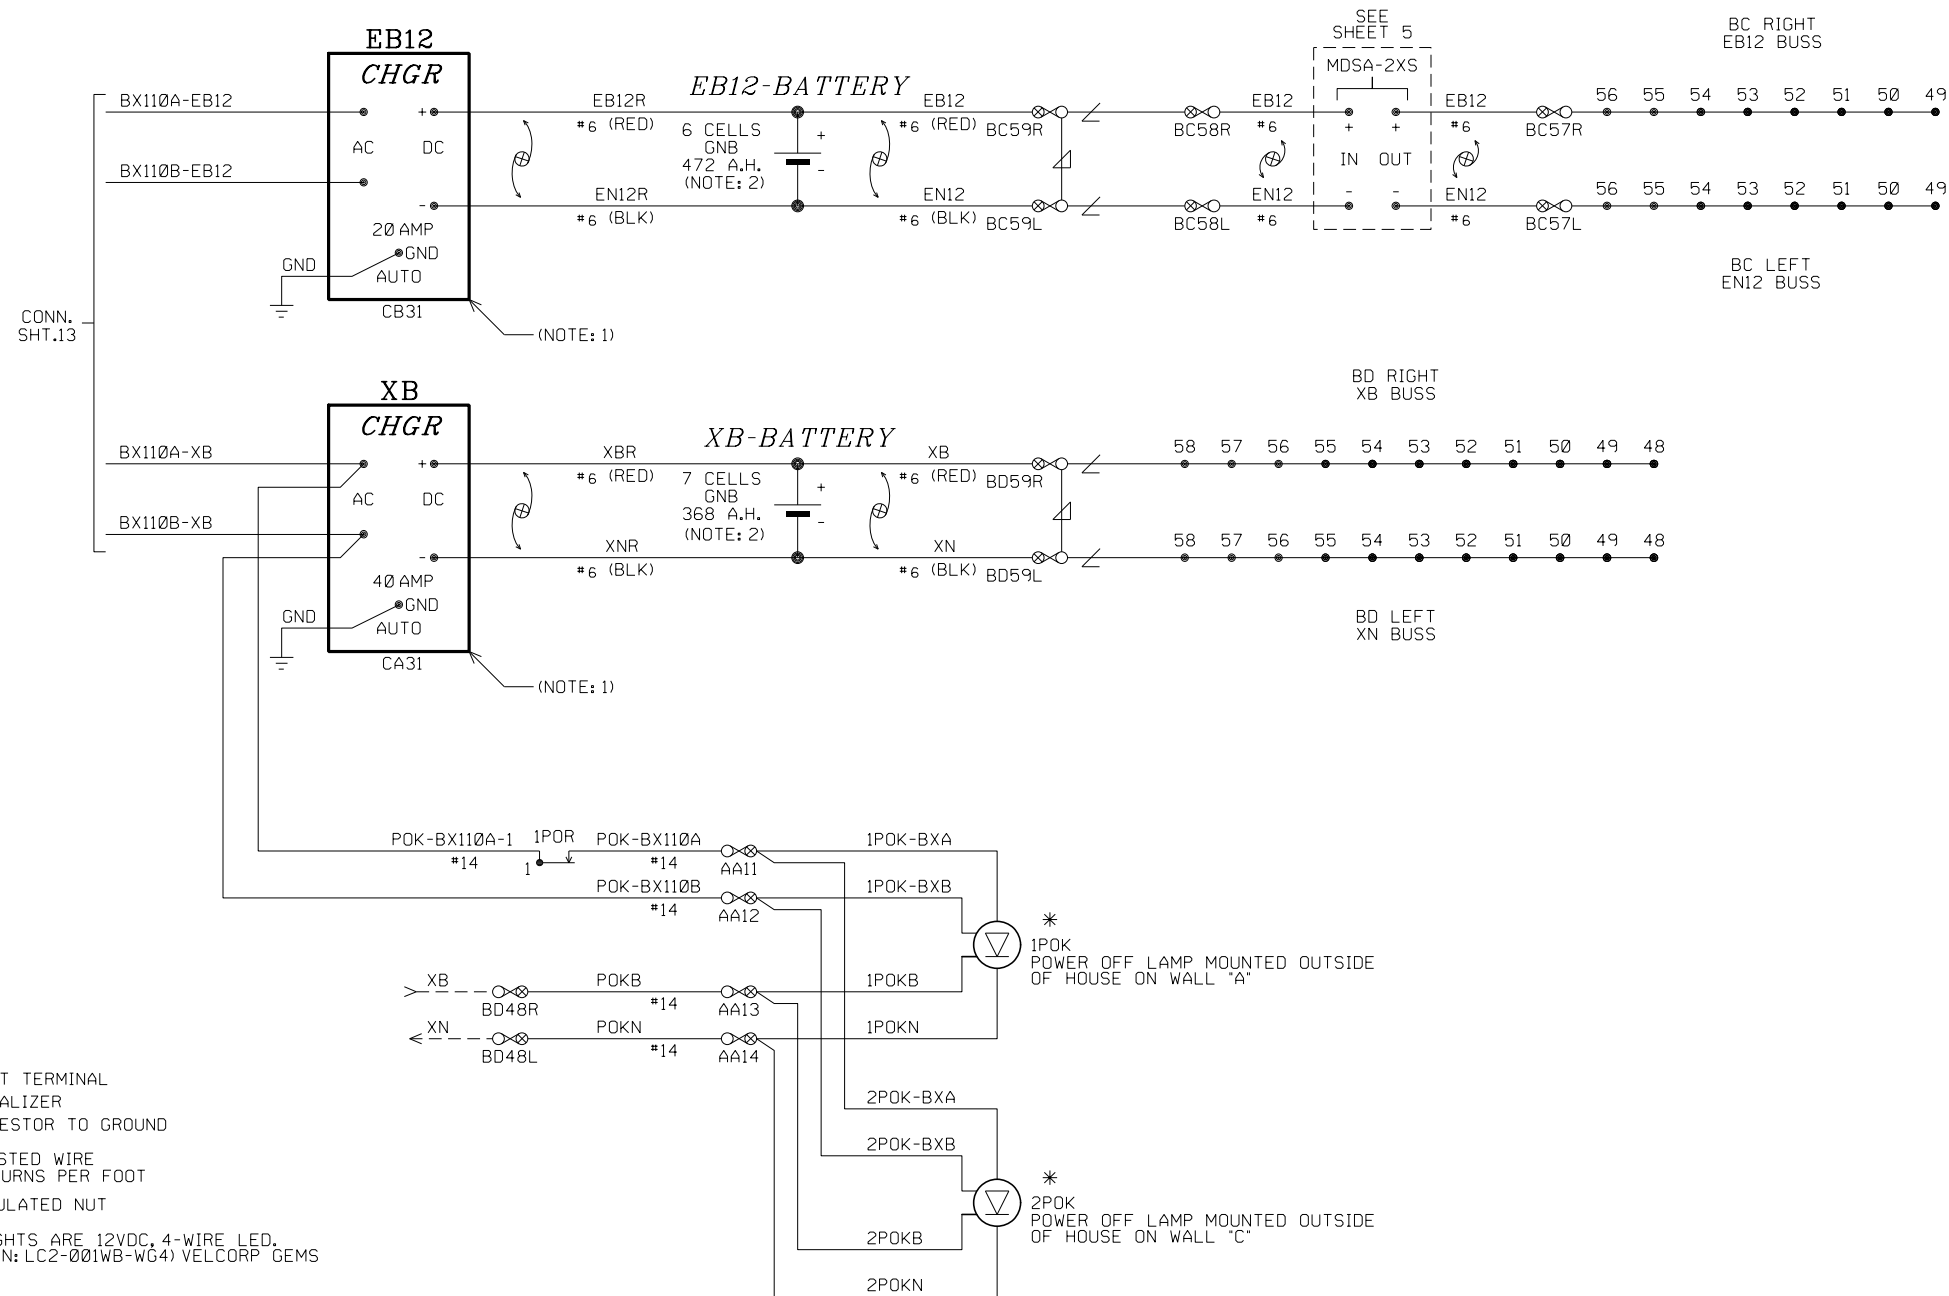 SEE
SHEET 5
BC RIGHT
EB12 BUSS
EB12
CHGR
EB12-BATTERY
MDSA-2XS
BX110A-EB12
+
EB12R
#6 (RED)
EB12
#6 (RED)
BC59R
BC58R
EB12
#6
+ +
EB12
#6
BC57R
56 55 54 53 52 51 50 49
AC DC
6 CELLS
GNB
472 A.H.
(NOTE: 2)
+
-
IN OUT
BX110B-EB12
-
EN12R
#6 (BLK)
EN12
#6 (BLK)
BC59L
BC58L
EN12
#6
- -
EN12
#6
BC57L
56 55 54 53 52 51 50 49
20 AMP
GND
GND
AUTO
CB31
(NOTE: 1)
BC LEFT
EN12 BUSS
CONN.
SHT.13
BD RIGHT
XB BUSS
XB
CHGR
XB-BATTERY
BX110A-XB
+
XBR
#6 (RED)
XB
#6 (RED)
BD59R
58 57 56 55 54 53 52 51 50 49 48
AC DC
7 CELLS
GNB
368 A.H.
(NOTE: 2)
+
-
BX110B-XB
-
XNR
#6 (BLK)
XN
#6 (BLK)
BD59L
58 57 56 55 54 53 52 51 50 49 48
40 AMP
GND
GND
AUTO
CA31
(NOTE: 1)
BD LEFT
XN BUSS
POK-BX110A-1
#14
1POR
1
POK-BX110A
#14
AA11
1POK-BXA
POK-BX110B
#14
AA12
1POK-BXB
*
1POK
POWER OFF LAMP MOUNTED OUTSIDE
OF HOUSE ON WALL "A"
XB
BD48R
POKB
#14
AA13
1POKB
XN
BD48L
POKN
#14
AA14
1POKN
T TERMINAL
ALIZER
ESTOR TO GROUND
STED WIRE
URNS PER FOOT
ULATED NUT
GHTS ARE 12VDC, 4-WIRE LED.
N: LC2-001WB-WG4) VELCORP GEMS
2POK-BXA
2POK-BXB
*
2POK
POWER OFF LAMP MOUNTED OUTSIDE
OF HOUSE ON WALL "C"
2POKB
2POKN